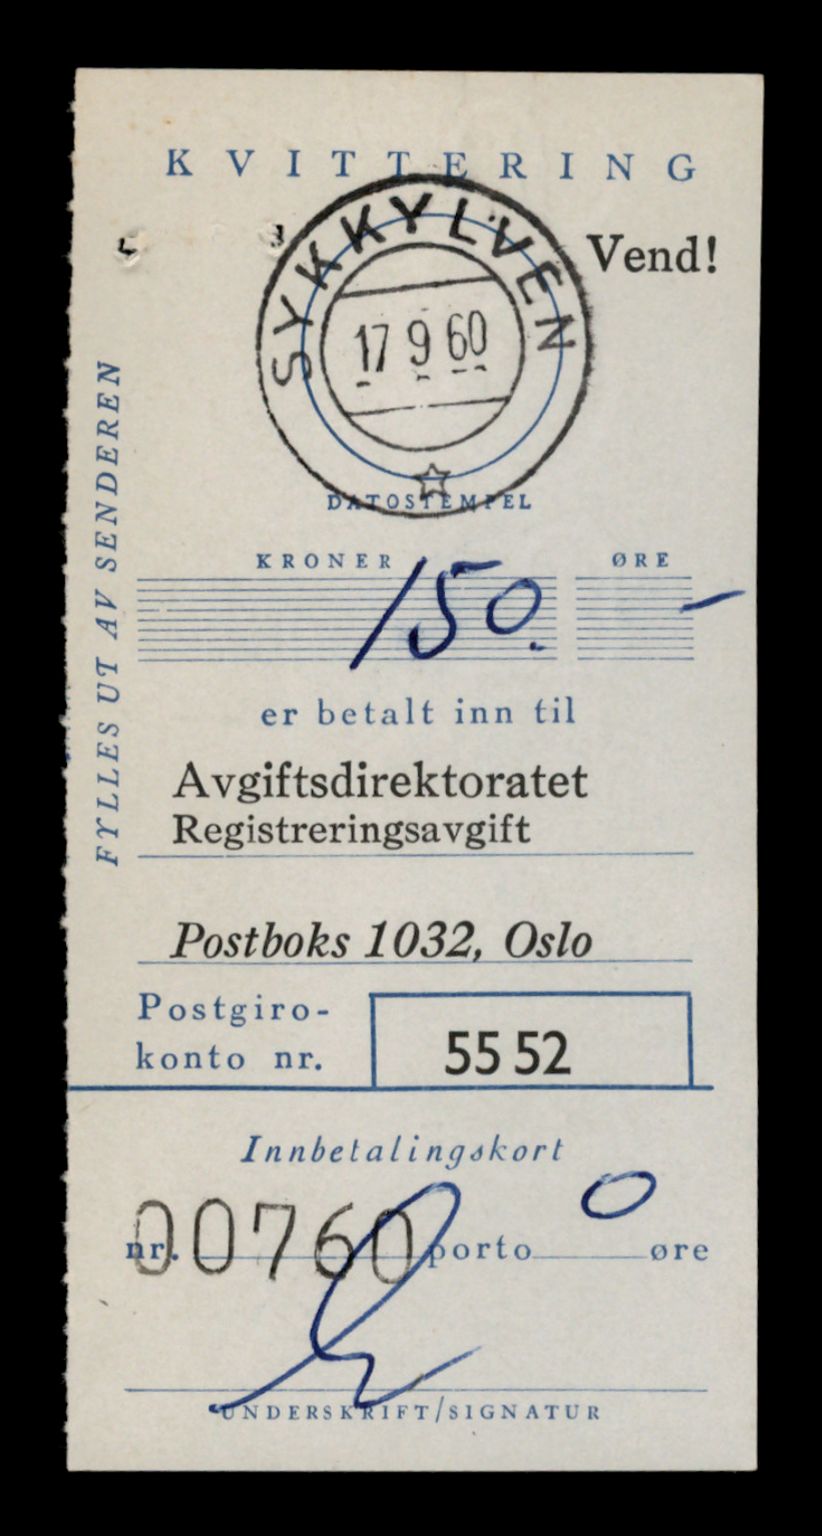 KVITTERING
Vend!
SYKKYLVEN
17 9 60
DATOSTEMPEL
FYLLES UT AV SENDEREN
KRONER ØRE
150. -
er betalt inn til
Avgiftsdirektoratet
Registreringsavgift
Postboks 1032, Oslo
Postgiro-
konto nr. 55 52
Innbetalingskort
nr. 00760 porto 0 øre
UNDERSKRIFT/SIGNATUR